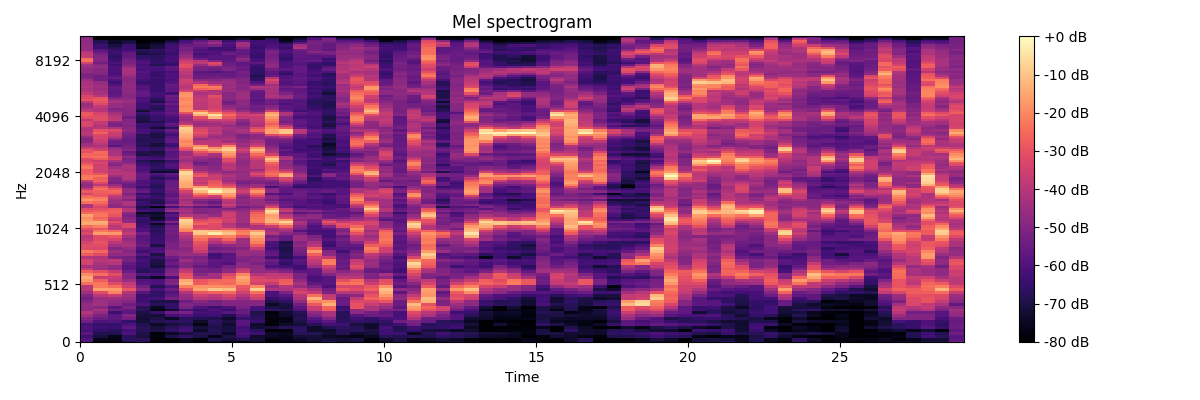 Mel spectrogram
8192
4096
2048
1024
512
0
Hz
0 5 10 15 20 25
Time
+0 dB
-10 dB
-20 dB
-30 dB
-40 dB
-50 dB
-60 dB
-70 dB
-80 dB